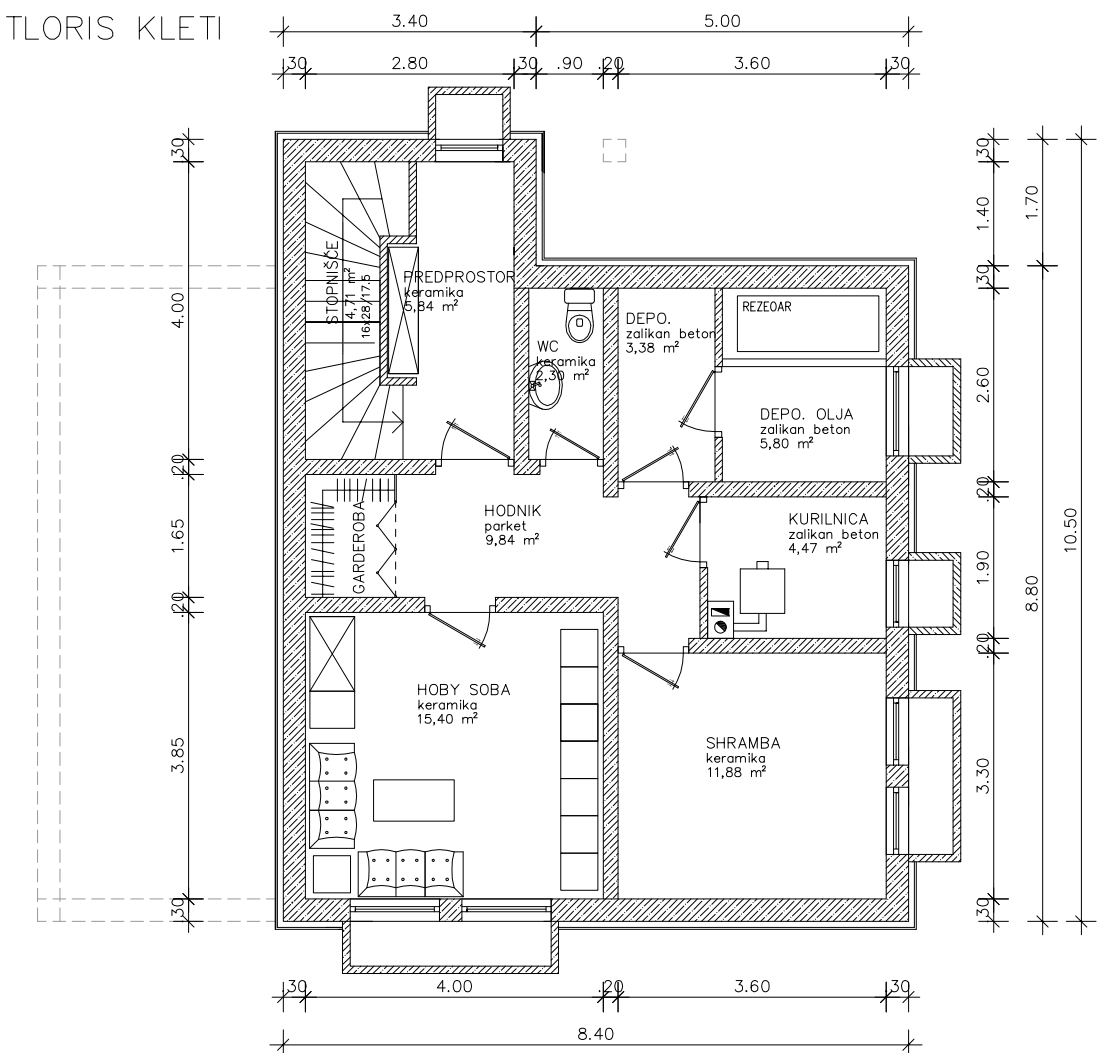 TLORIS KLETI
3.40
5.00
.30
2.80
.30
.90
.20
3.60
.30
.30
4.00
.20
1.65
.20
3.85
.30
.30
1.40
.30
2.60
.20
1.90
.20
3.30
.30
1.70
8.80
10.50
STOPNIŠČE
4,71 m²
16x28/17.5
PREDPROSTOR
keramika
5,84 m²
WC
keramika
2,30 m²
DEPO.
zalikan beton
3,38 m²
REZEOAR
DEPO. OLJA
zalikan beton
5,80 m²
HODNIK
parket
9,84 m²
GARDEROBA
KURILNICA
zalikan beton
4,47 m²
HOBY SOBA
keramika
15,40 m²
SHRAMBA
keramika
11,88 m²
.30
4.00
.20
3.60
.30
8.40